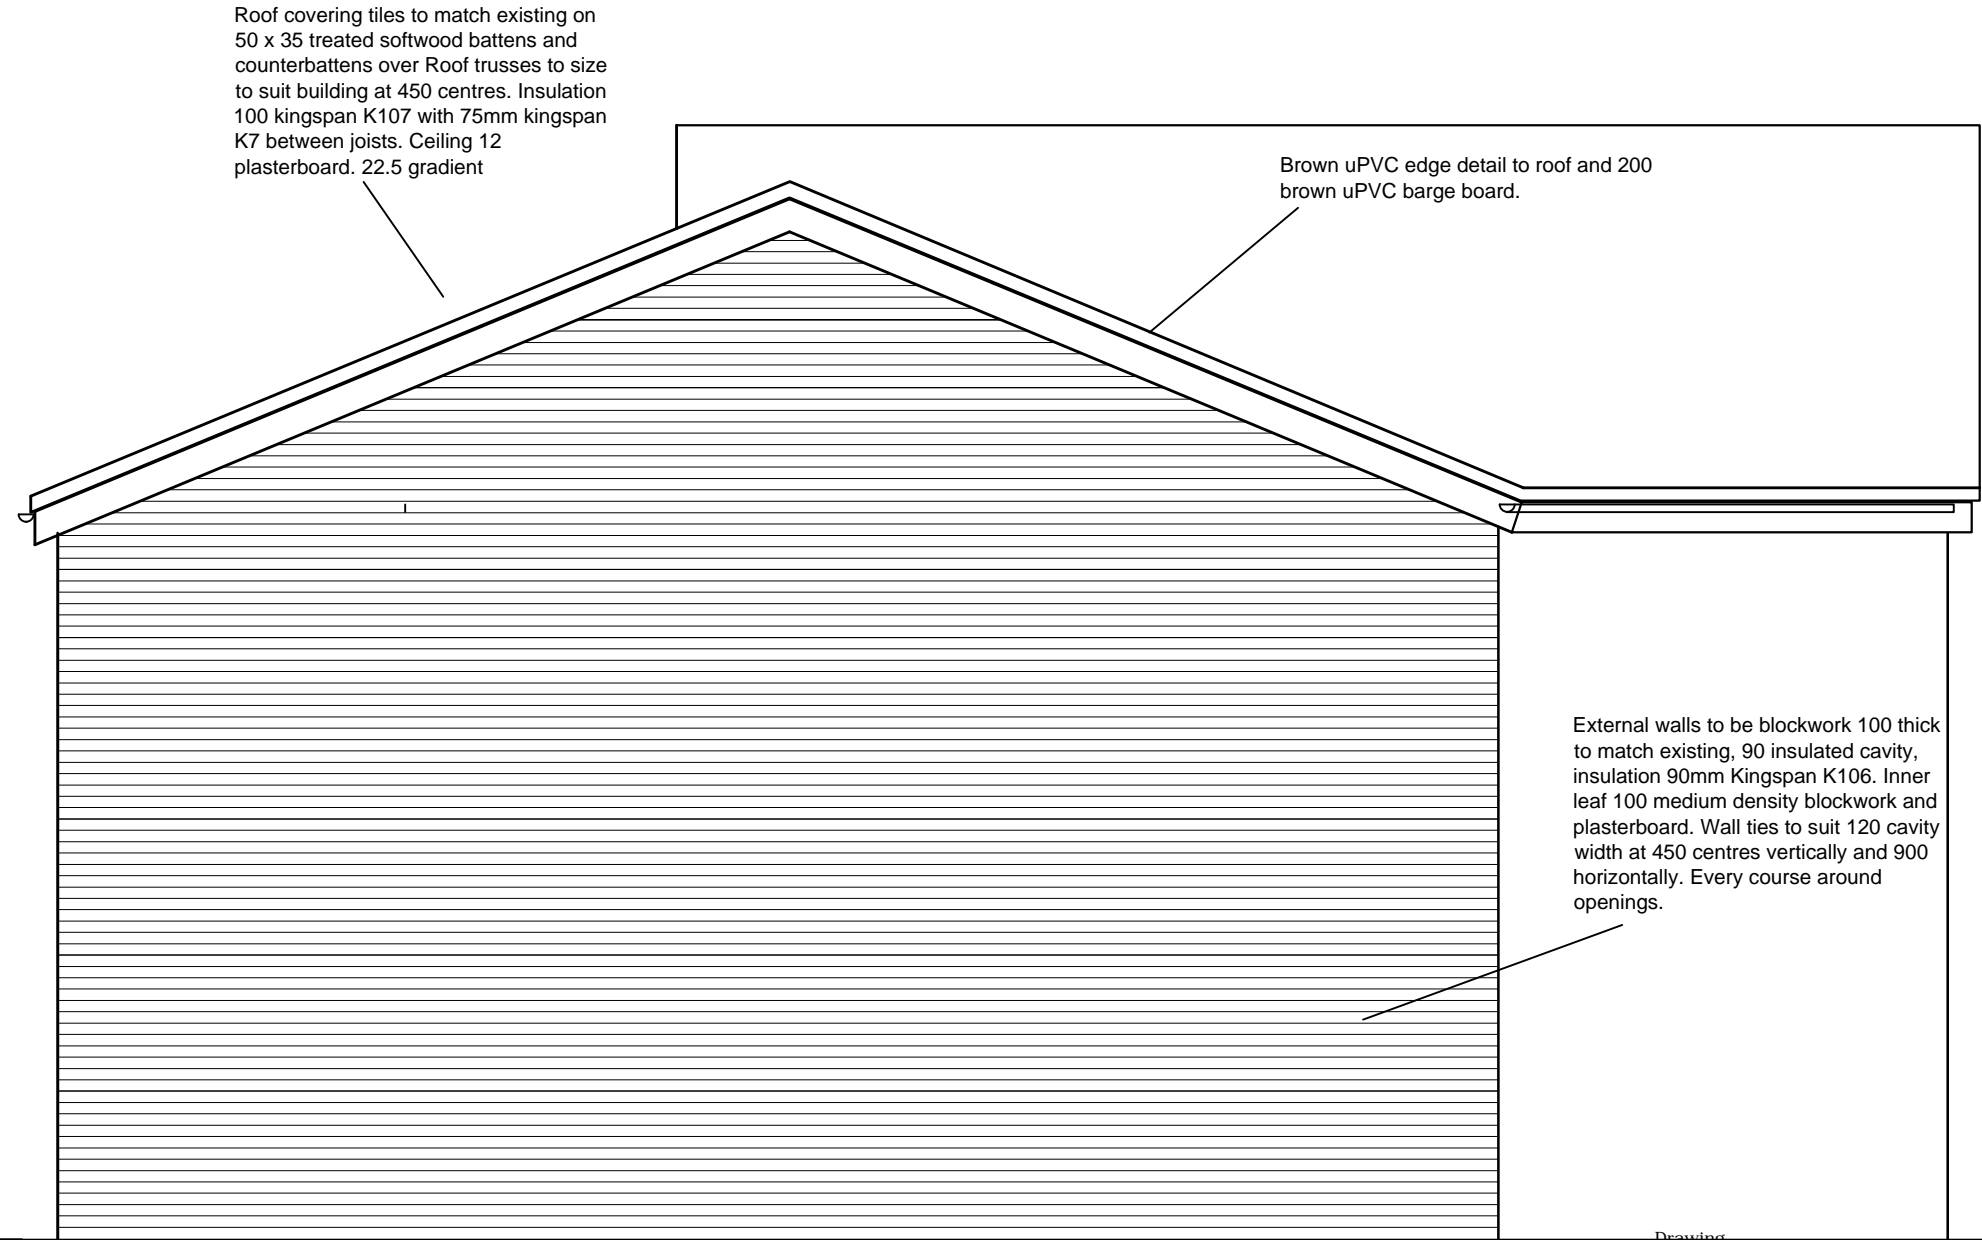 Roof covering tiles to match existing on
50 x 35 treated softwood battens and
counterbattens over Roof trusses to size
to suit building at 450 centres. Insulation
100 kingspan K107 with 75mm kingspan
K7 between joists. Ceiling 12
plasterboard. 22.5 gradient
Brown uPVC edge detail to roof and 200
brown uPVC barge board.
External walls to be blockwork 100 thick
to match existing, 90 insulated cavity,
insulation 90mm Kingspan K106. Inner
leaf 100 medium density blockwork and
plasterboard. Wall ties to suit 120 cavity
width at 450 centres vertically and 900
horizontally. Every course around
openings.
Drawing